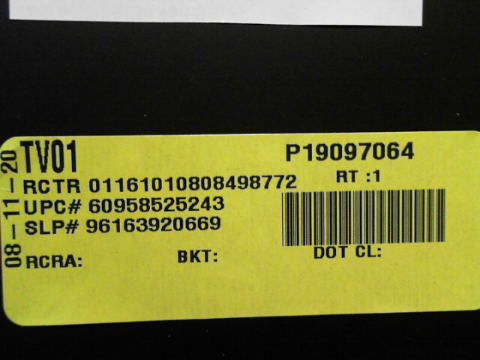 08-11-20
TV01 P19097064
RCTR 01161010808498772 RT :1
UPC# 60958525243
SLP# 96163920669
RCRA: BKT: DOT CL: